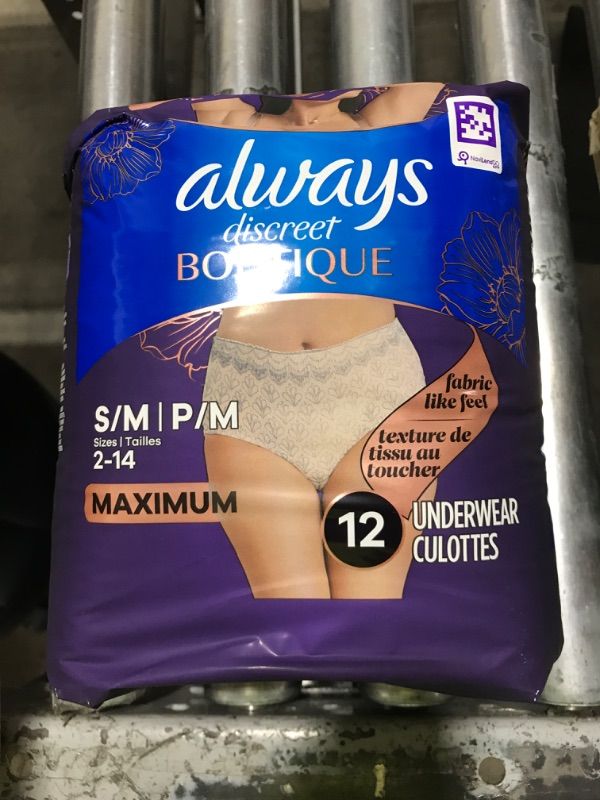 always
discreet
BOUTIQUE
NaviLens
S/M | P/M
Sizes | Tailles
2-14
MAXIMUM
fabric
like feel
texture de
tissu au
toucher
12
UNDERWEAR
CULOTTES